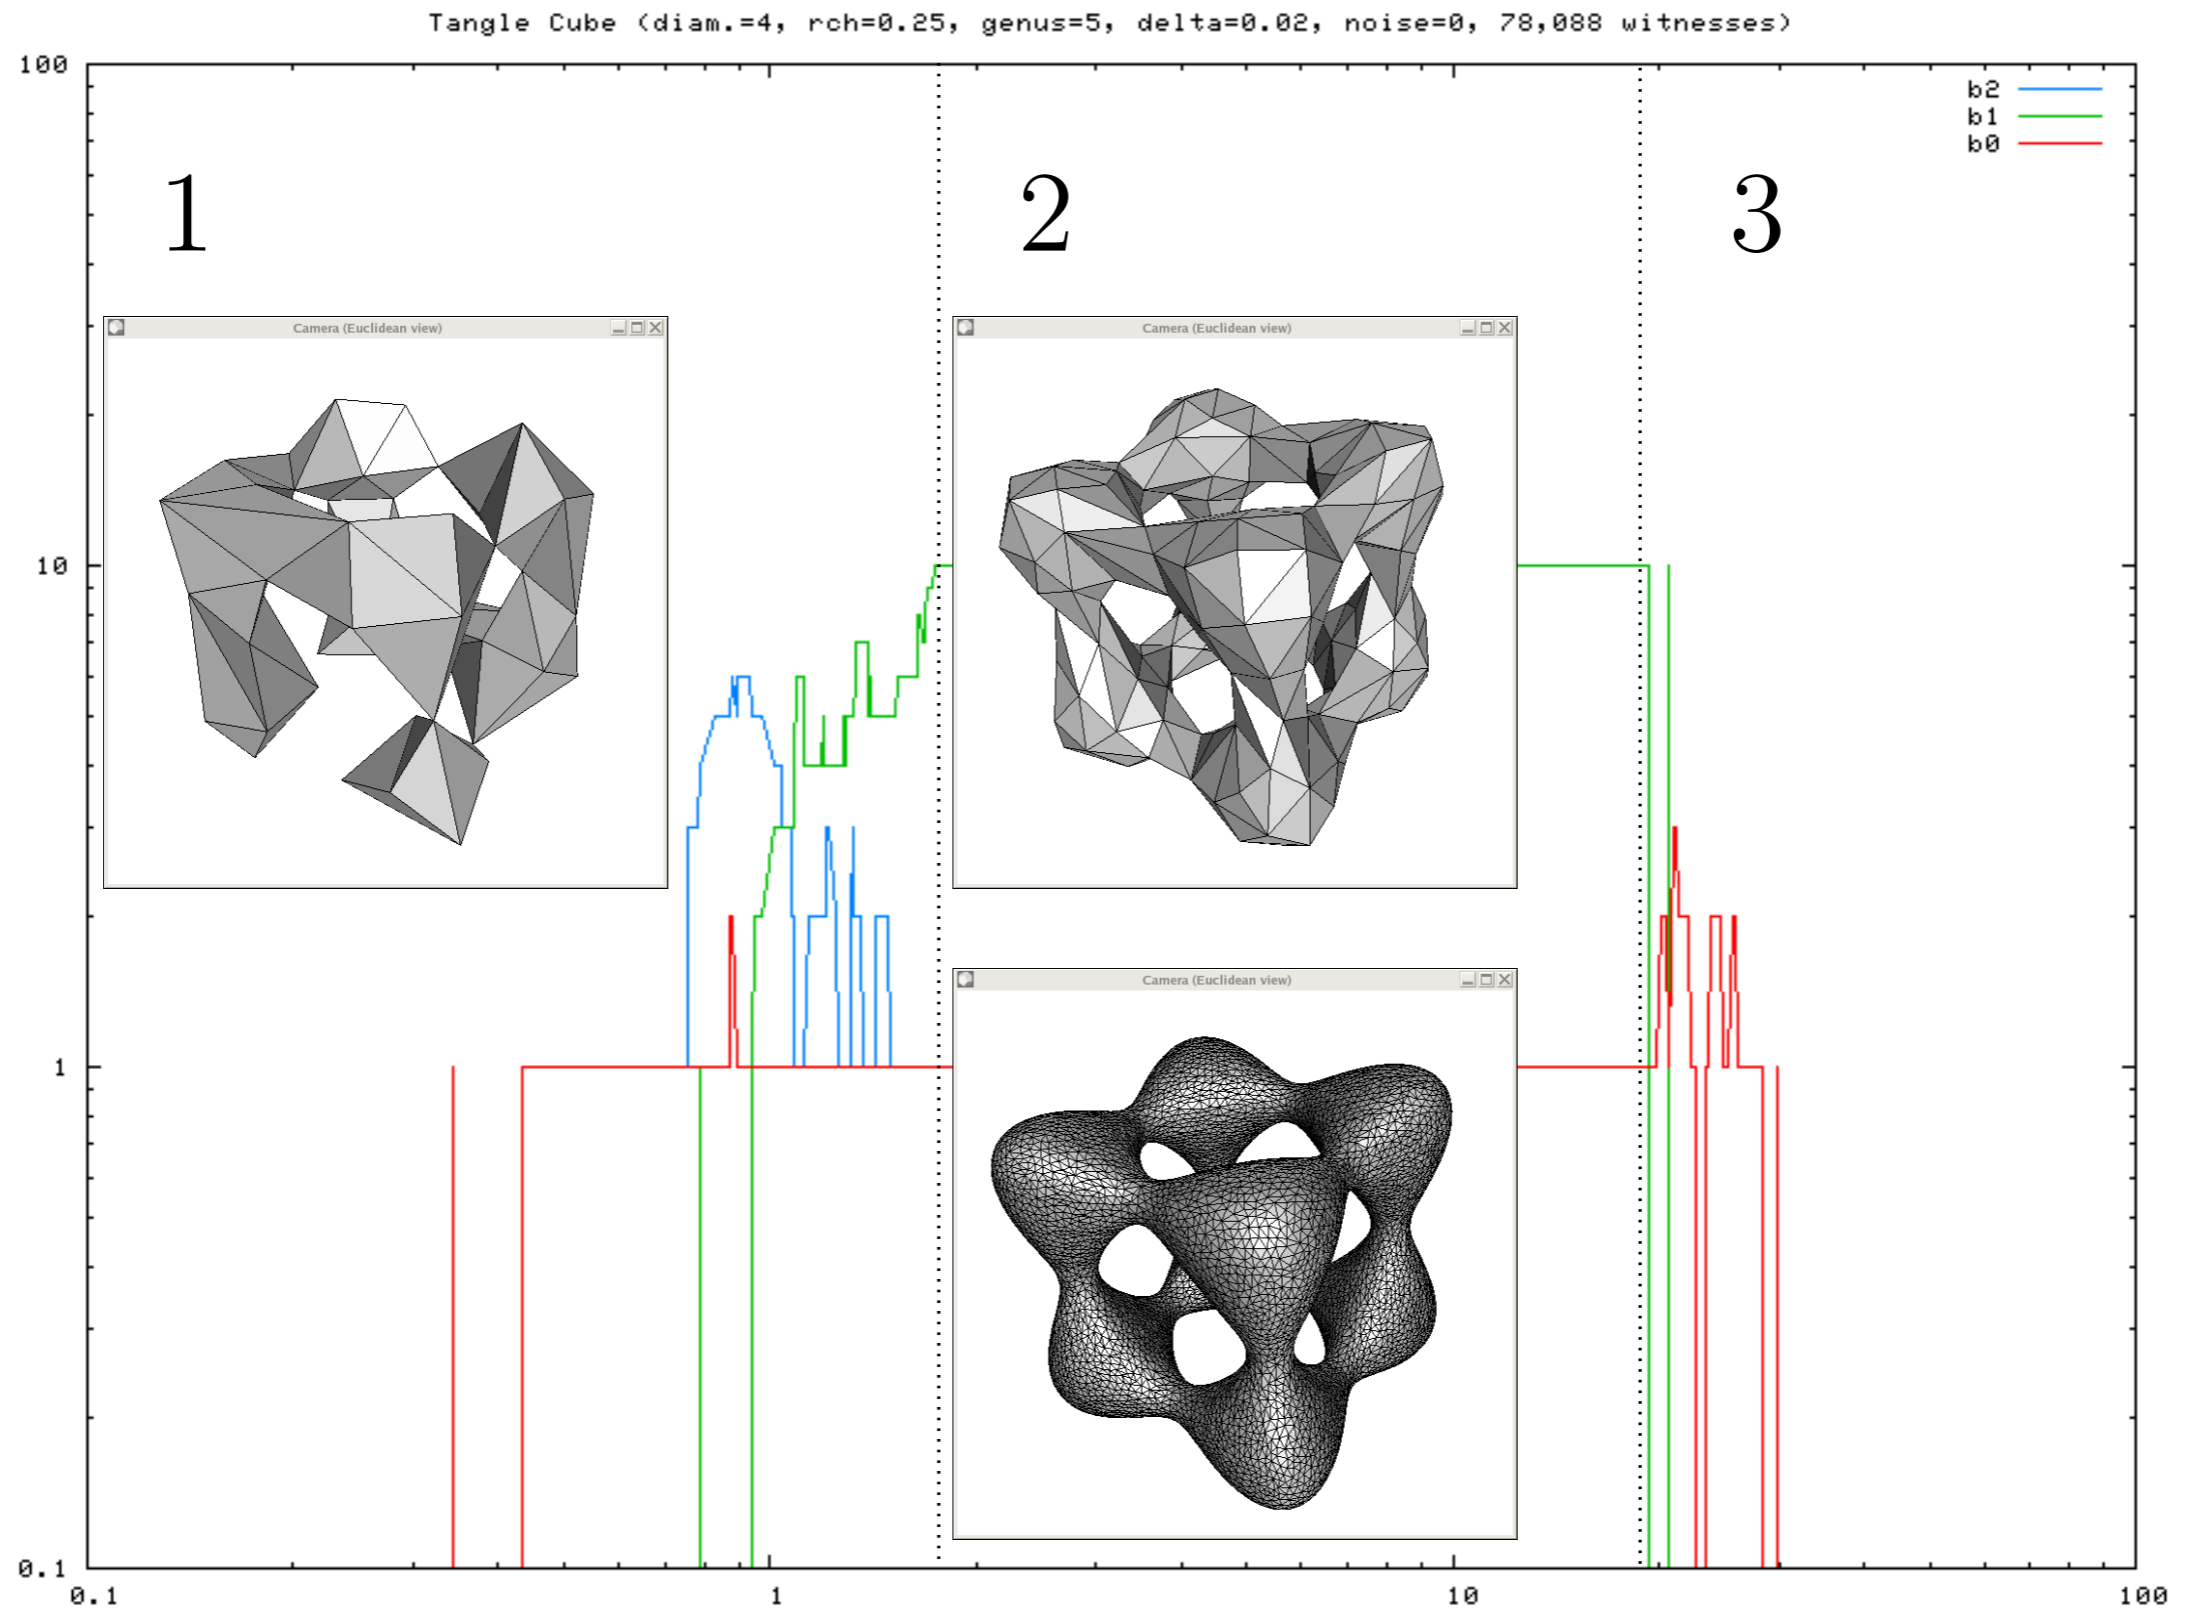 Tangle Cube (diam.=4, rch=0.25, genus=5, delta=0.02, noise=0, 78,088 witnesses)
100
b2
b1
b0
1
2
3
Camera (Euclidean view)
Camera (Euclidean view)
10
Camera (Euclidean view)
1
0.1
0.1
1
10
100